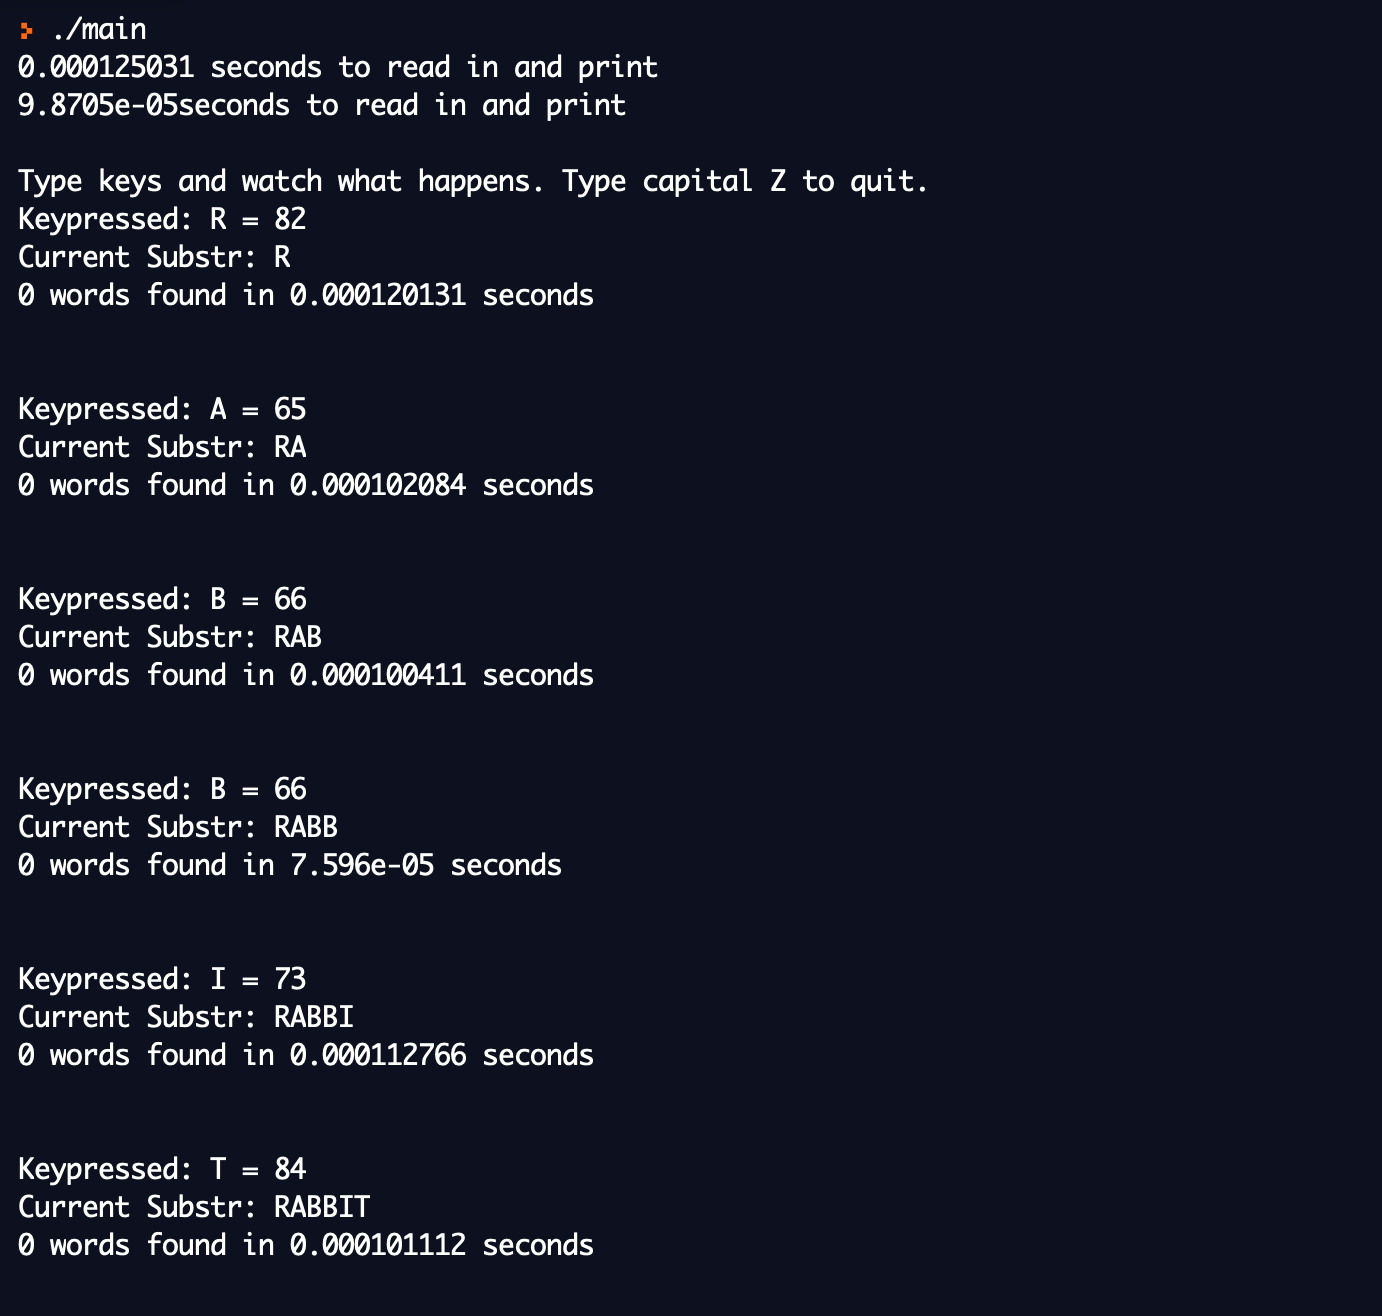 ./main
0.000125031 seconds to read in and print
9.8705e-05seconds to read in and print
Type keys and watch what happens. Type capital Z to quit.
Keypressed: R = 82
Current Substr: R
0 words found in 0.000120131 seconds
Keypressed: A = 65
Current Substr: RA
0 words found in 0.000102084 seconds
Keypressed: B = 66
Current Substr: RAB
0 words found in 0.000100411 seconds
Keypressed: B = 66
Current Substr: RABB
0 words found in 7.596e-05 seconds
Keypressed: I = 73
Current Substr: RABBI
0 words found in 0.000112766 seconds
Keypressed: T = 84
Current Substr: RABBIT
0 words found in 0.000101112 seconds